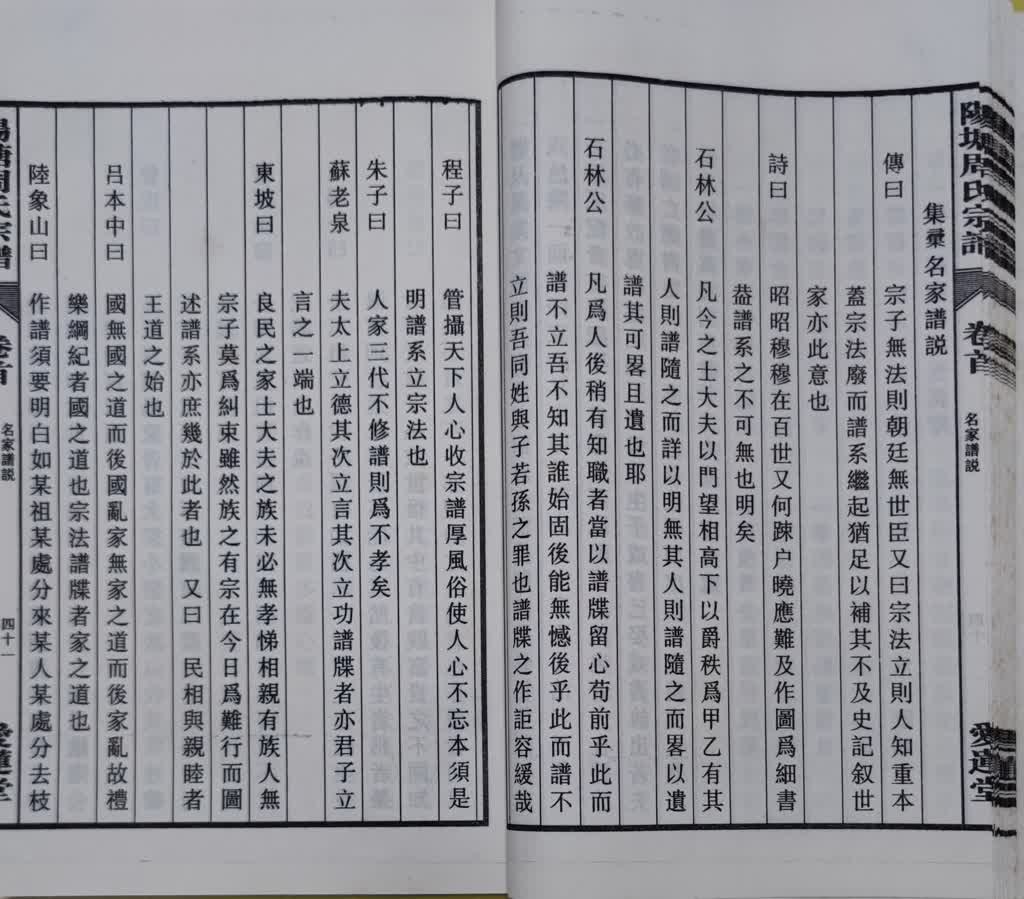 陽塘周氏宗譜
卷首
名家譜説
四十
愛蓮堂
集彚名家譜説
傳曰
宗子無法則朝廷無世臣又曰宗法立則人知重本
蓋宗法廢而譜系繼起猶足以補其不及史記叙世
家亦此意也
詩曰
昭昭穆穆在百世又何踈户曉應難及作圖爲細書
益譜系之不可無也明矣
石林公
凡今之士大夫以門望相高下以爵秩爲甲乙有其
人則譜隨之而詳以明無其人則譜隨之而畧以遺
譜其可畧且遺也耶
石林公
凡爲人後稍有知職者當以譜牒留心苟前乎此而
譜不立吾不知其誰始固後能無憾後乎此而譜不
立則吾同姓與子若孫之罪也譜牒之作詎容緩哉
程子曰
管攝天下人心收宗譜厚風俗使人心不忘本須是
明譜系立宗法也
朱子曰
人家三代不修譜則爲不孝矣
蘇老泉曰
夫太上立德其次立言其次立功譜牒者亦君子立
言之一端也
東坡曰
良民之家士大夫之族未必無孝悌相親有族人無
宗子莫爲糾束雖然族之有宗在今日爲難行而圖
述譜系亦庶幾於此者也 又曰 民相與親睦者
王道之始也
呂本中曰
國無國之道而後國亂家無家之道而後家亂故禮
樂綱紀者國之道也宗法譜牒者家之道也
陸象山曰
作譜須要明白如某祖某處分來某人某處分去枝
陽塘周氏宗譜
卷首
名家譜説
四十一
愛蓮堂